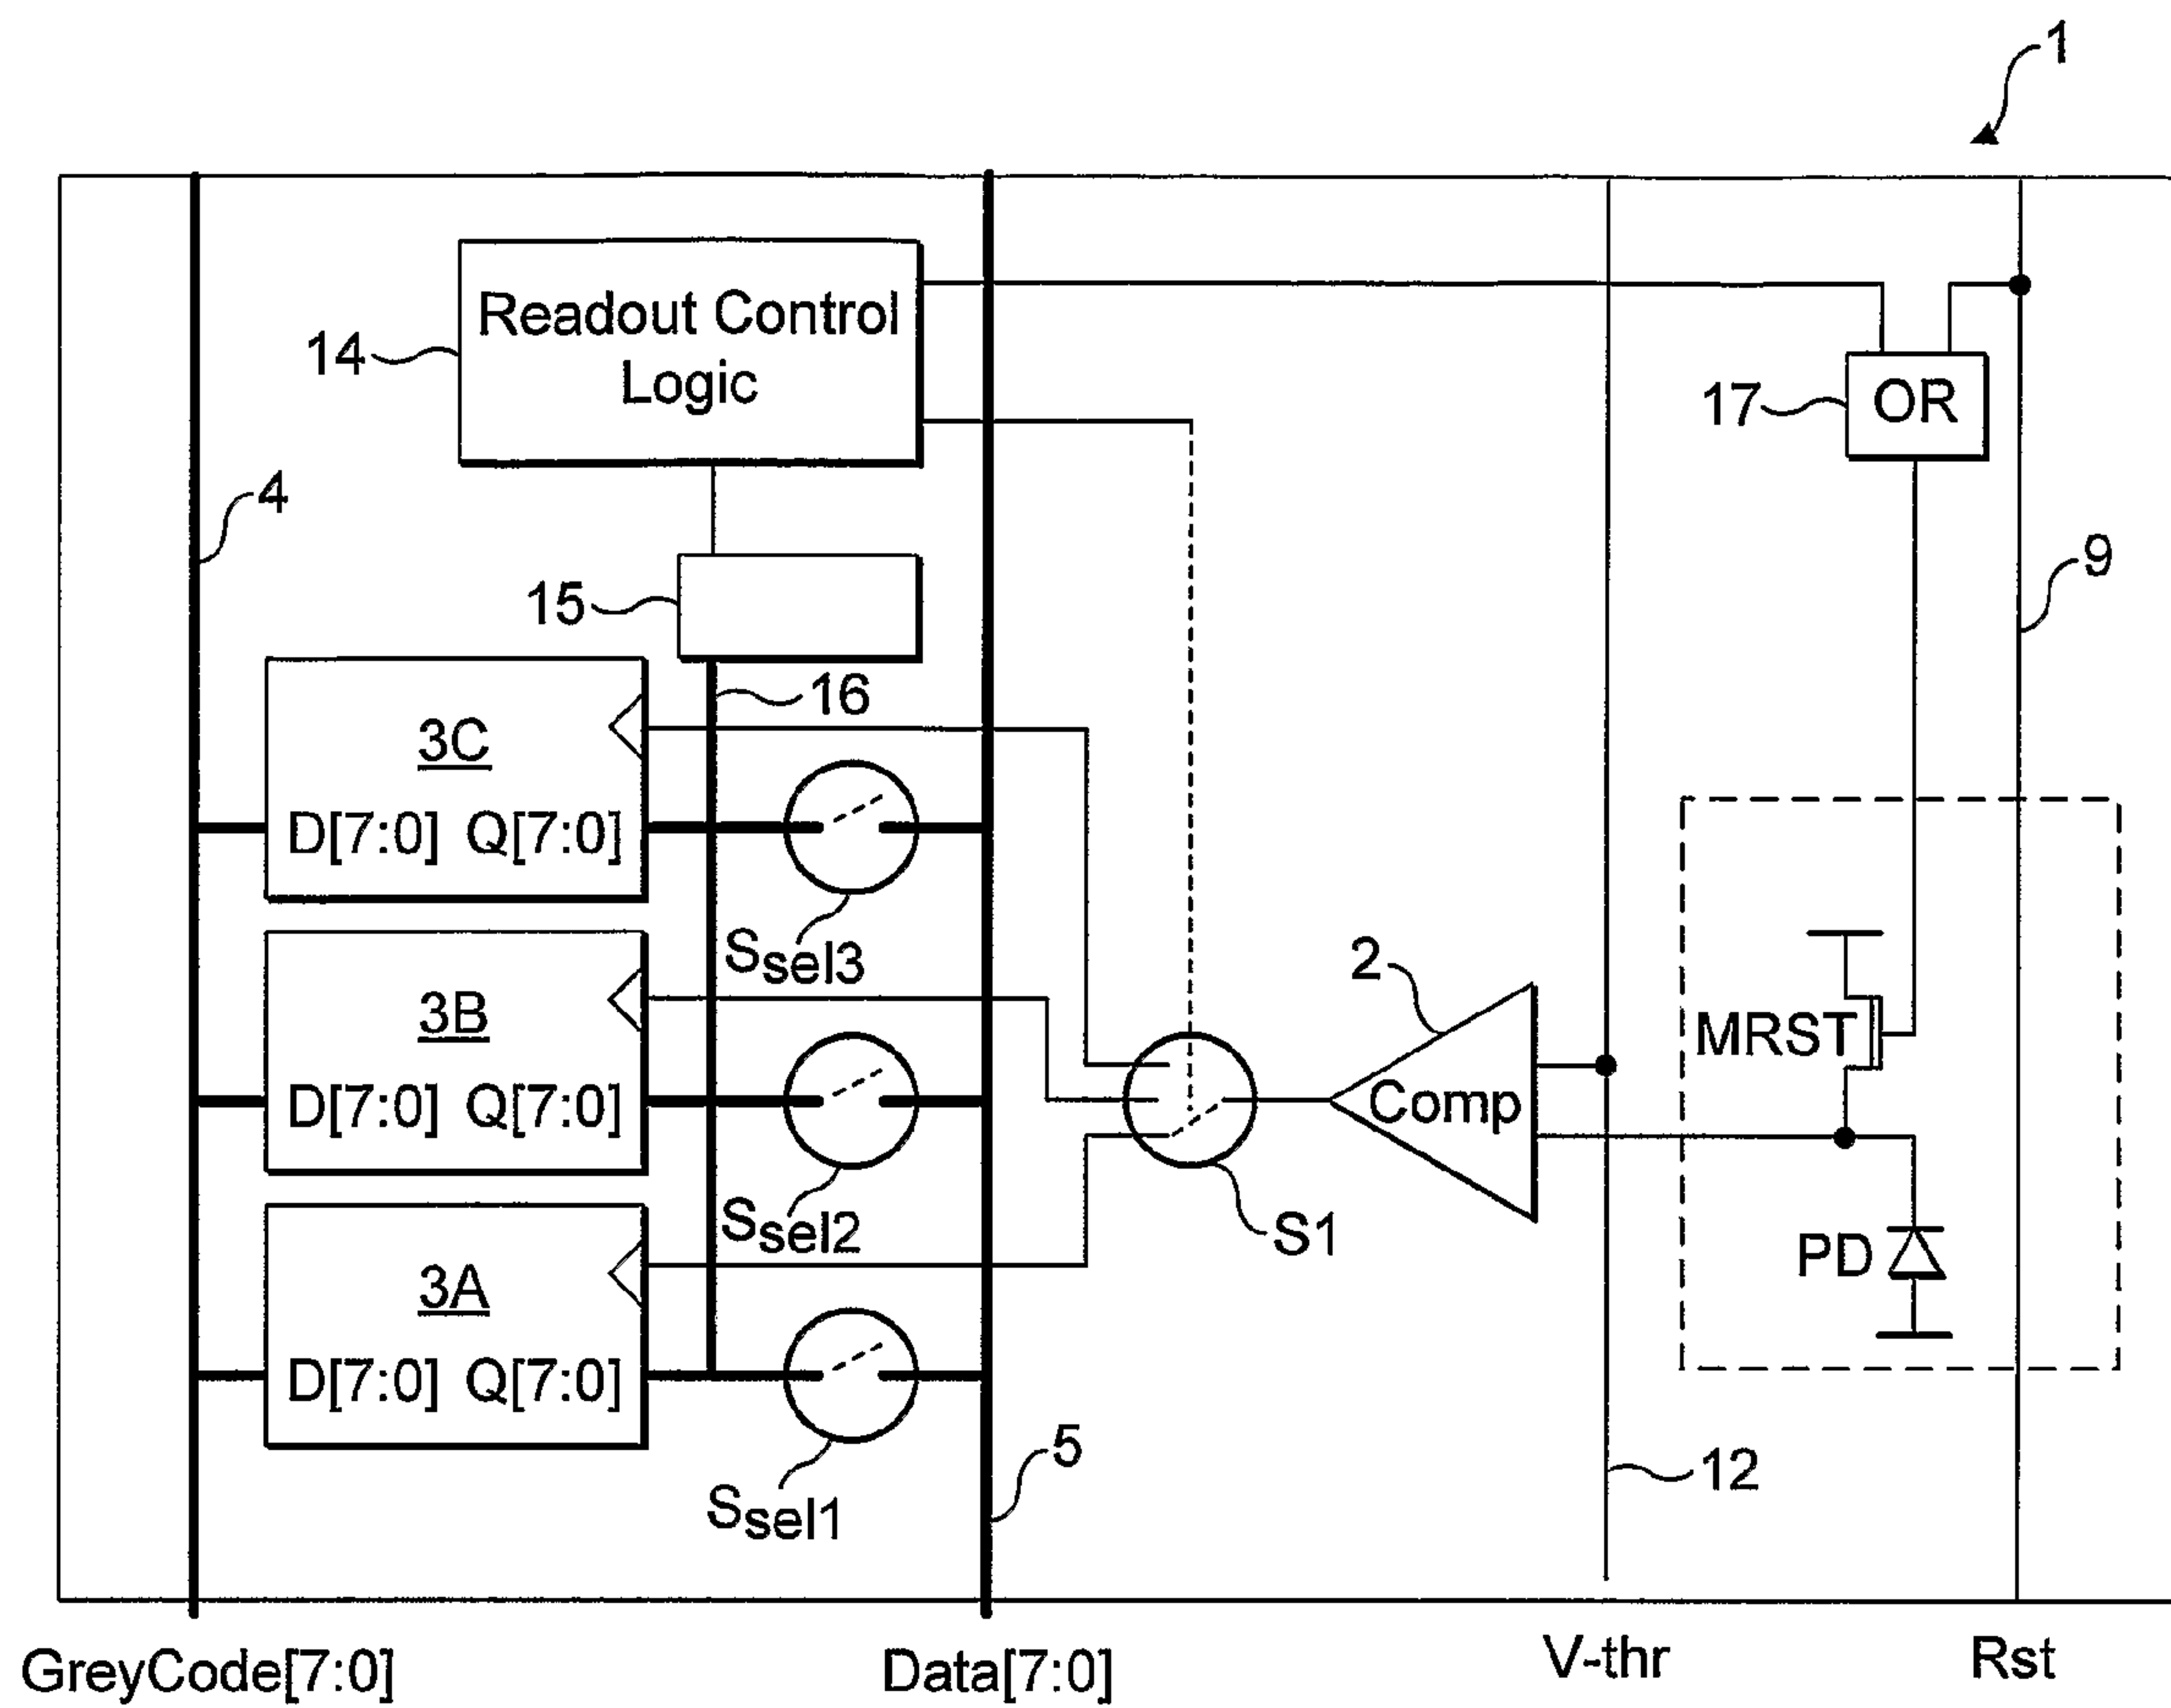 1
Readout Control
Logic
14
17
OR
4
9
15
16
3C
D[7:0] Q[7:0]
Ssel3
2
MRST
3B
Comp
D[7:0] Q[7:0]
Ssel2
S1
PD
3A
D[7:0] Q[7:0]
5
12
Ssel1
GreyCode[7:0]
Data[7:0]
V-thr
Rst